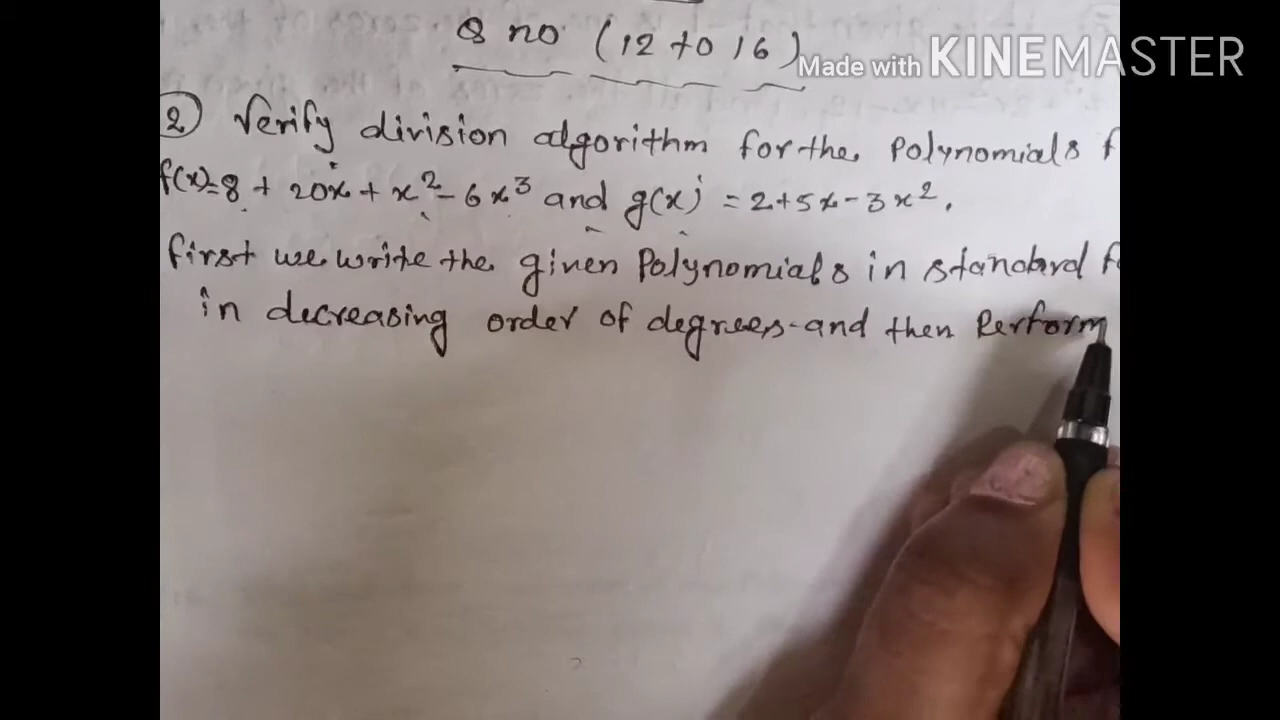 Q no (12 to 16)
Made with KINEMASTER
2 Verify division algorithm for the Polynomials f
f(x)=8 + 20x + x² - 6x³ and g(x) = 2+5x-3x².
first we write the given Polynomials in standard f
in decreasing order of degrees and then Perform